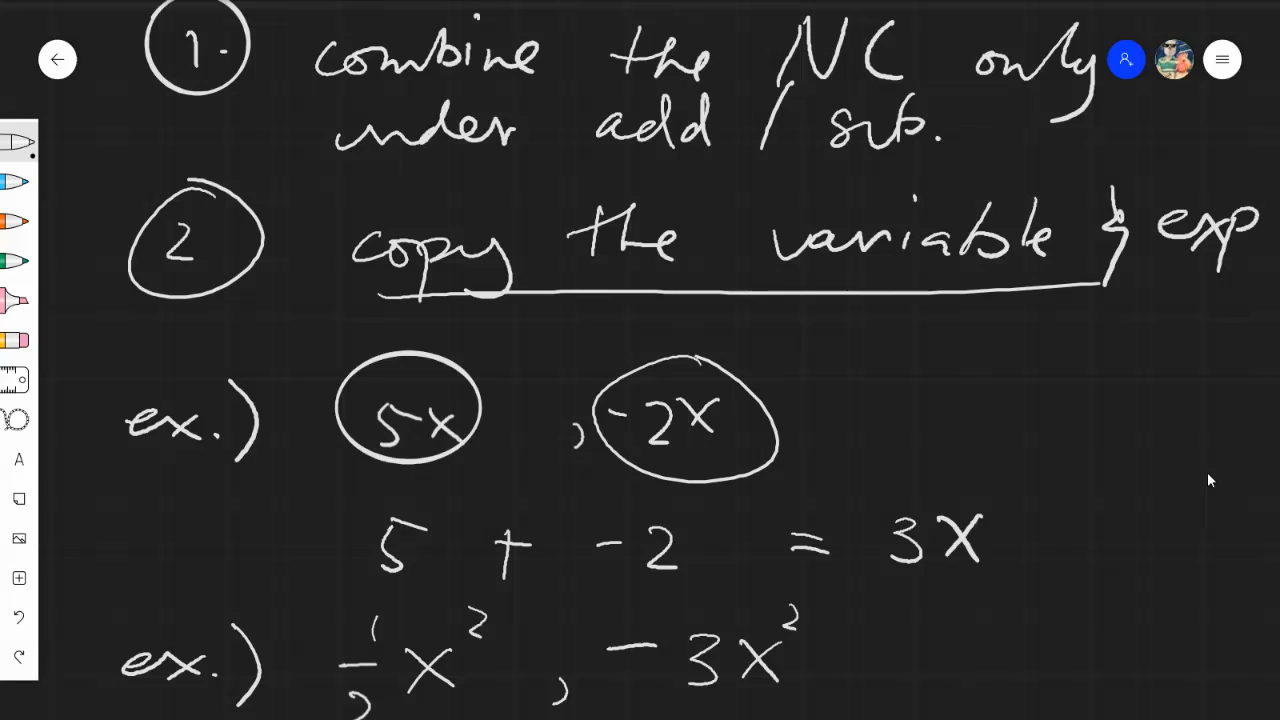 1. combine the NC only
under add / sub.
2 copy the variable & exp
ex.) 5x , -2x
5 + -2 = 3x
ex.) 1/2 x² , -3x²
A